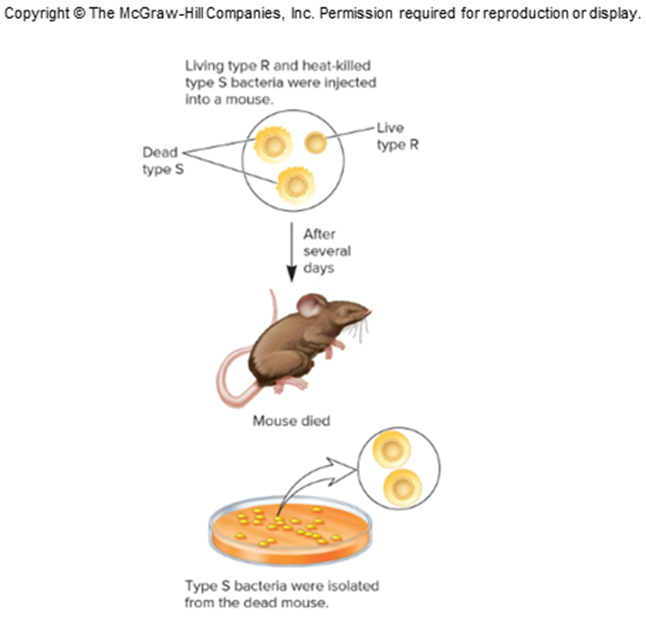 Copyright © The McGraw-Hill Companies, Inc. Permission required for reproduction or display.
Living type R and heat-killed
type S bacteria were injected
into a mouse.
Dead
type S
Live
type R
After
several
days
Mouse died
Type S bacteria were isolated
from the dead mouse.